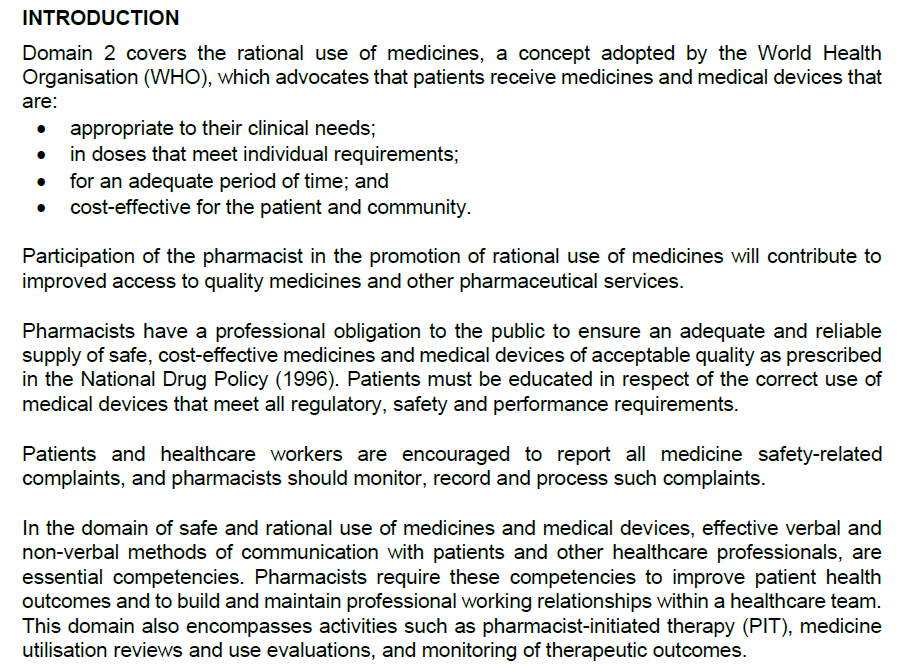 INTRODUCTION
Domain 2 covers the rational use of medicines, a concept adopted by the World Health
Organisation (WHO), which advocates that patients receive medicines and medical devices that
are:
• appropriate to their clinical needs;
• in doses that meet individual requirements;
• for an adequate period of time; and
• cost-effective for the patient and community.
Participation of the pharmacist in the promotion of rational use of medicines will contribute to
improved access to quality medicines and other pharmaceutical services.
Pharmacists have a professional obligation to the public to ensure an adequate and reliable
supply of safe, cost-effective medicines and medical devices of acceptable quality as prescribed
in the National Drug Policy (1996). Patients must be educated in respect of the correct use of
medical devices that meet all regulatory, safety and performance requirements.
Patients and healthcare workers are encouraged to report all medicine safety-related
complaints, and pharmacists should monitor, record and process such complaints.
In the domain of safe and rational use of medicines and medical devices, effective verbal and
non-verbal methods of communication with patients and other healthcare professionals, are
essential competencies. Pharmacists require these competencies to improve patient health
outcomes and to build and maintain professional working relationships within a healthcare team.
This domain also encompasses activities such as pharmacist-initiated therapy (PIT), medicine
utilisation reviews and use evaluations, and monitoring of therapeutic outcomes.